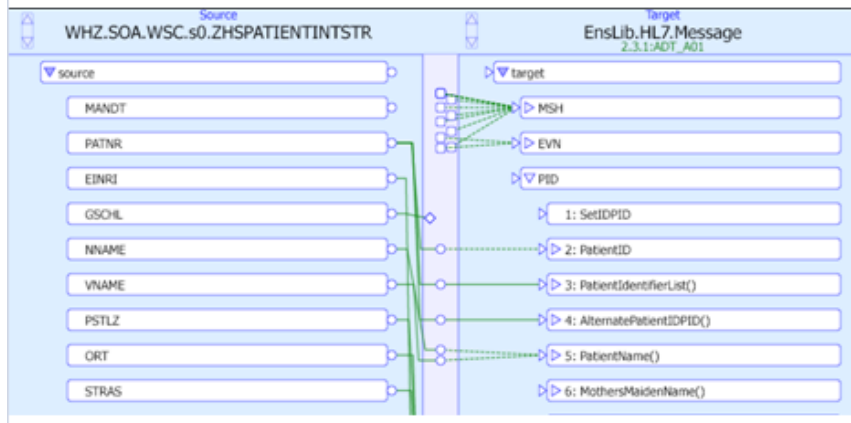 Source
WHZ.SOA.WSC.s0.ZHSPATIENTINTSTR
Target
EnsLib.HL7.Message
2.3.1:ADT_A01
source
target
MANDT
MSH
PATNR
EVN
EINRI
PID
GSCHL
1: SetIDPID
NNAME
2: PatientID
VNAME
3: PatientIdentifierList()
PSTLZ
4: AlternatePatientIDPID()
ORT
5: PatientName()
STRAS
6: MothersMaidenName()